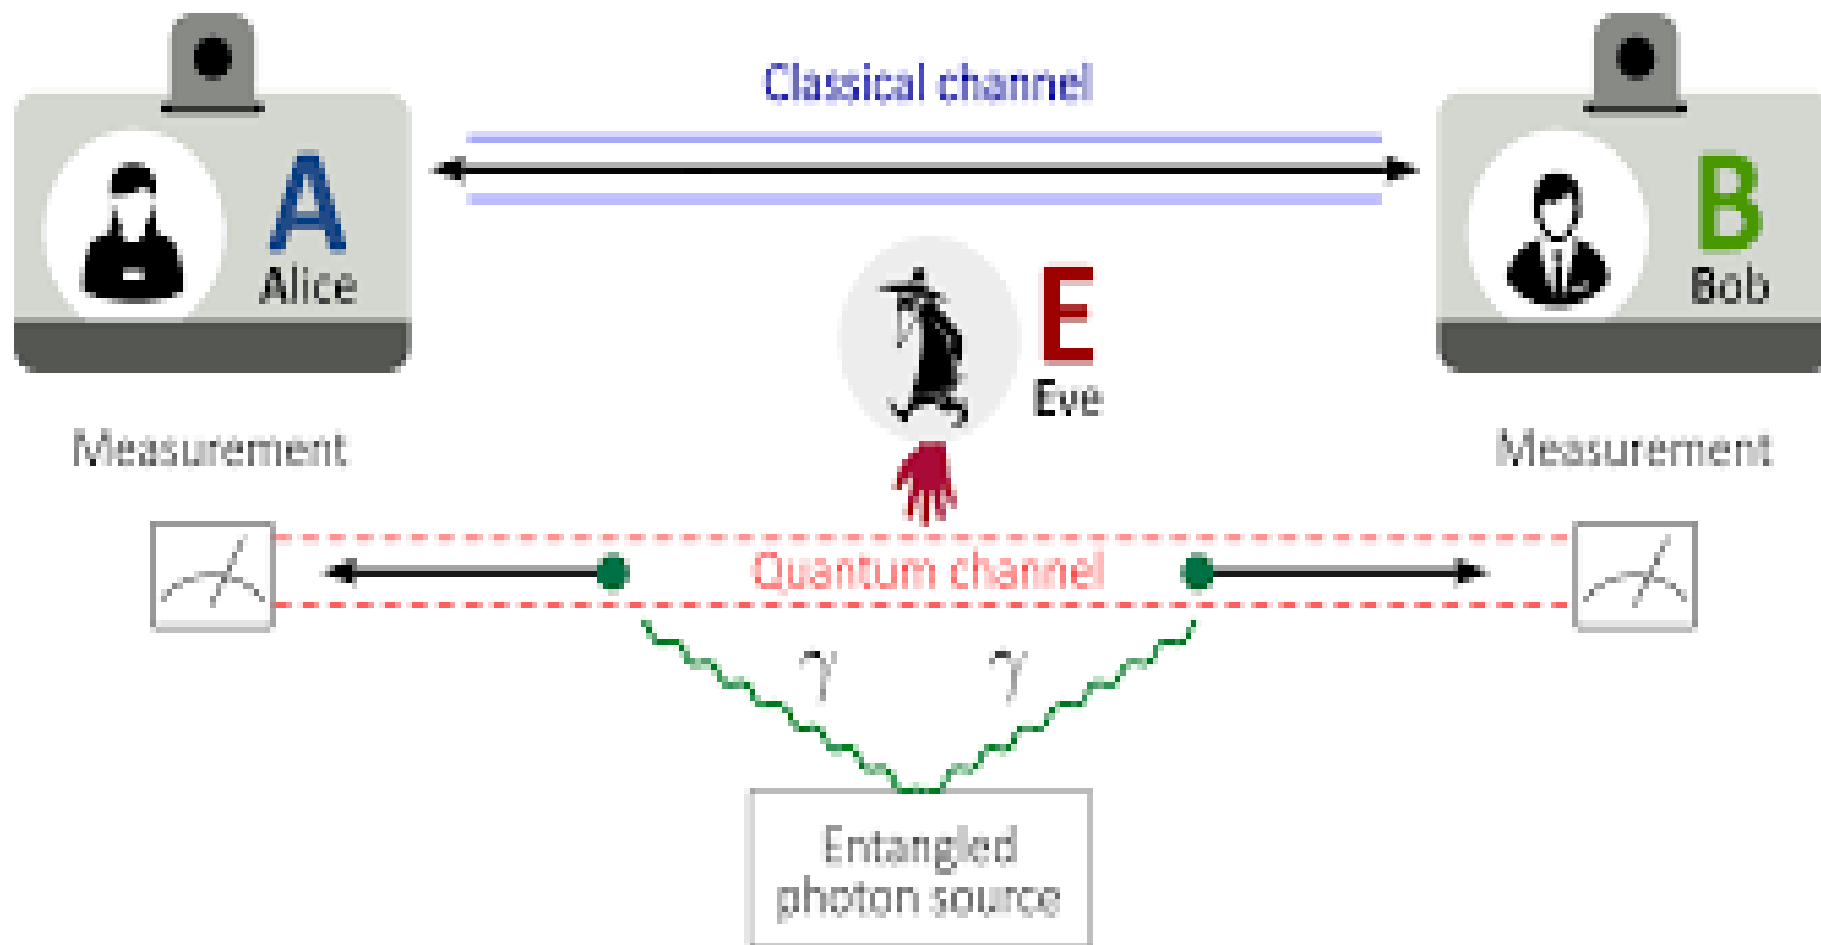 Classical channel
A
Alice
B
Bob
E
Eve
Measurement
Measurement
Quantum channel
γ γ
Entangled
photon source